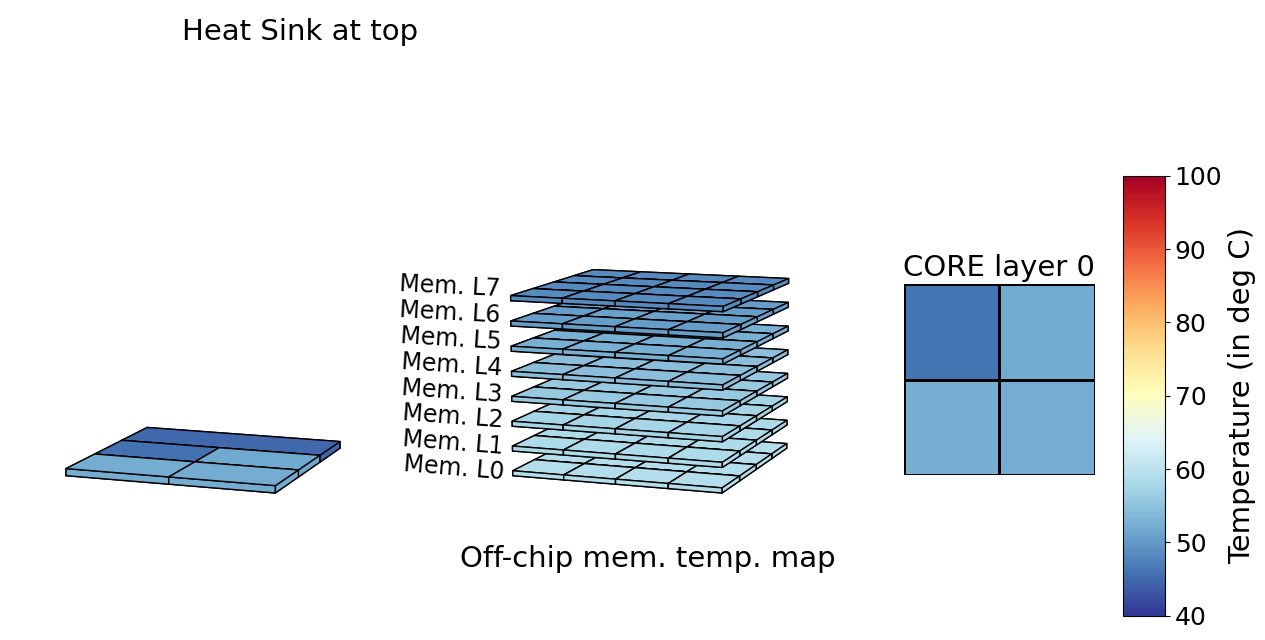 Heat Sink at top
Mem. L7
Mem. L6
Mem. L5
Mem. L4
Mem. L3
Mem. L2
Mem. L1
Mem. L0
Off-chip mem. temp. map
CORE layer 0
100
90
80
70
60
50
40
Temperature (in deg C)